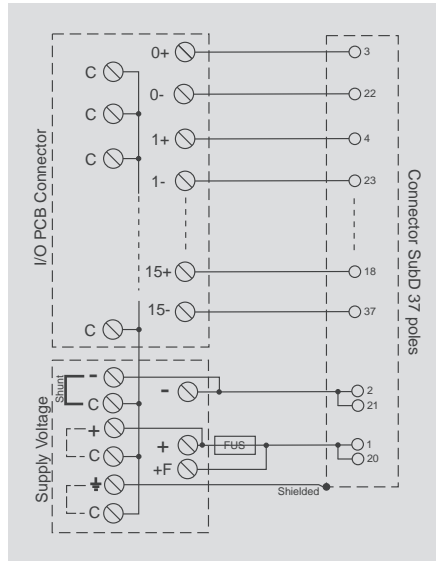 0+ 3
C
0- 22
C
1+ 4
C
1- 23
I/O PCB Connector
Connector SubD 37 poles
15+ 18
15- 37
C
Supply Voltage
Shunt
-
- 2
C
21
+
+ FUS 1
C
+F 20
Shielded
C